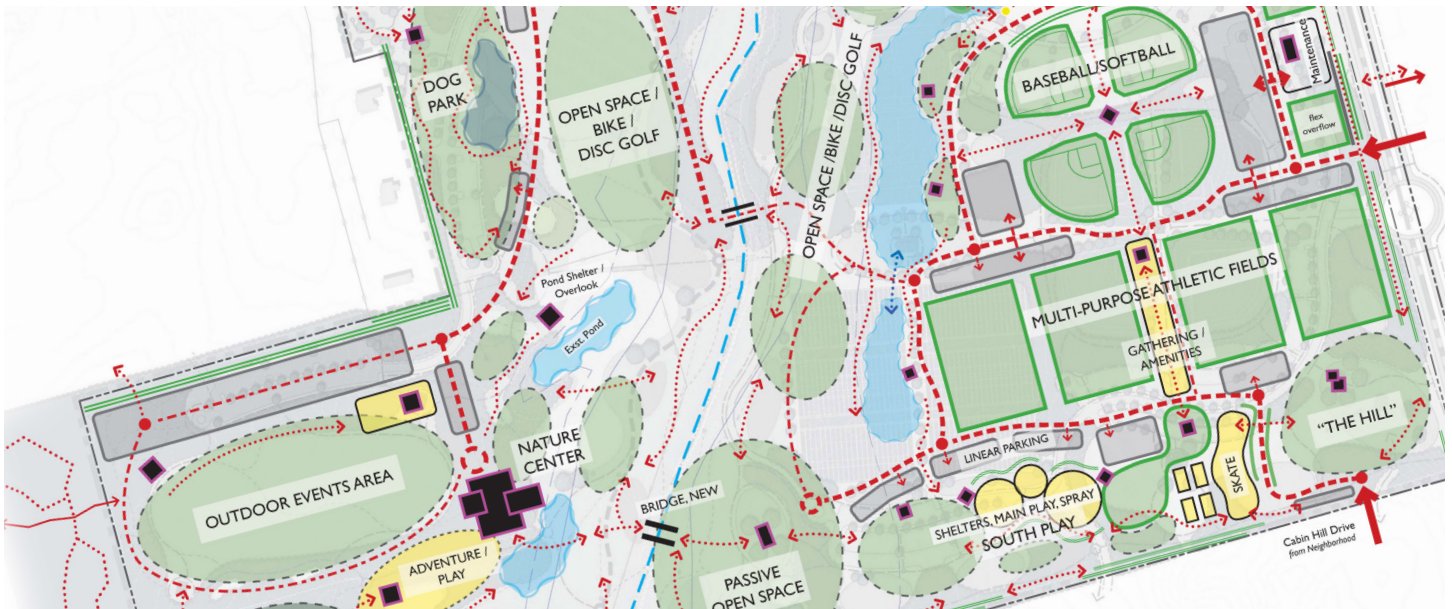 DOG
PARK
OPEN SPACE /
BIKE /
DISC GOLF
OPEN SPACE /BIKE /DISC GOLF
BASEBALL/SOFTBALL
Maintenance
flex
overflow
Pond Shelter /
Overlook
Exst. Pond
MULTI-PURPOSE ATHLETIC FIELDS
GATHERING /
AMENITIES
"THE HILL"
NATURE
CENTER
OUTDOOR EVENTS AREA
LINEAR PARKING
SKATE
BRIDGE, NEW
SHELTERS, MAIN PLAY, SPRAY
SOUTH PLAY
Cabin Hill Drive
from Neighborhood
ADVENTURE /
PLAY
PASSIVE
OPEN SPACE